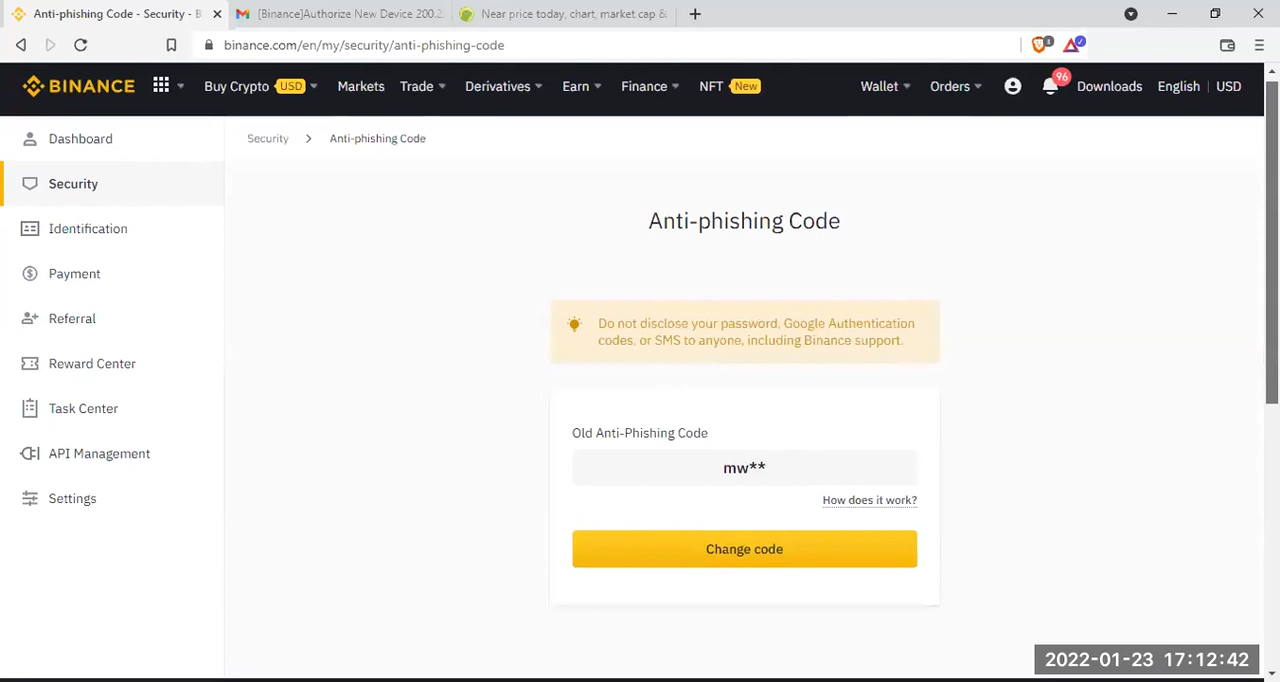 Anti-phishing Code - Security - B
[Binance]Authorize New Device 200.2
Near price today, chart, market cap &
binance.com/en/my/security/anti-phishing-code
BINANCE
Buy Crypto USD
Markets
Trade
Derivatives
Earn
Finance
NFT New
Wallet
Orders
96
Downloads
English | USD
Dashboard
Security
Identification
Payment
Referral
Reward Center
Task Center
API Management
Settings
Security > Anti-phishing Code
Anti-phishing Code
Do not disclose your password, Google Authentication
codes, or SMS to anyone, including Binance support.
Old Anti-Phishing Code
mw**
How does it work?
Change code
2022-01-23 17:12:42